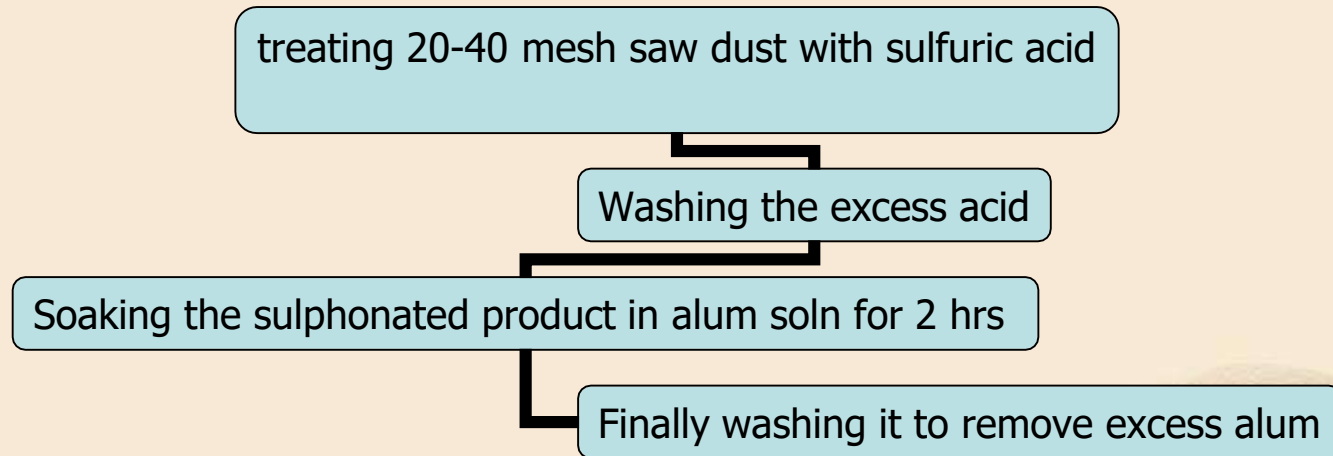 treating 20-40 mesh saw dust with sulfuric acid
Washing the excess acid
Soaking the sulphonated product in alum soln for 2 hrs
Finally washing it to remove excess alum